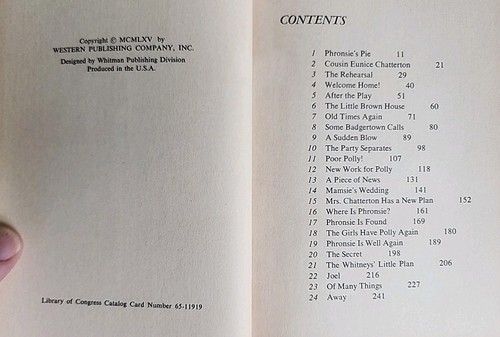 Copyright © MCMLXV by
WESTERN PUBLISHING COMPANY, INC.
Designed by Whitman Publishing Division
Produced in the U.S.A.
Library of Congress Catalog Card Number 65-11919
CONTENTS
1 Phronsie's Pie 11
2 Cousin Eunice Chatterton 21
3 The Rehearsal 29
4 Welcome Home! 40
5 After the Play 51
6 The Little Brown House 60
7 Old Times Again 71
8 Some Badgertown Calls 80
9 A Sudden Blow 89
10 The Party Separates 98
11 Poor Polly! 107
12 New Work for Polly 118
13 A Piece of News 131
14 Mamsie's Wedding 141
15 Mrs. Chatterton Has a New Plan 152
16 Where Is Phronsie? 161
17 Phronsie Is Found 169
18 The Girls Have Polly Again 180
19 Phronsie Is Well Again 189
20 The Secret 198
21 The Whitneys' Little Plan 206
22 Joel 216
23 Of Many Things 227
24 Away 241